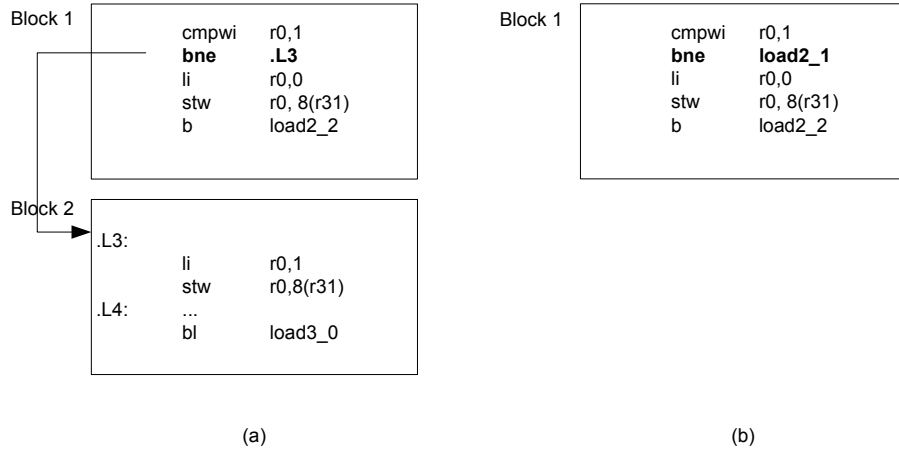 Block 1
cmpwi r0,1
bne .L3
li r0,0
stw r0, 8(r31)
b load2_2
Block 2
.L3:
li r0,1
stw r0,8(r31)
.L4: ...
bl load3_0
(a)
Block 1
cmpwi r0,1
bne load2_1
li r0,0
stw r0, 8(r31)
b load2_2
(b)